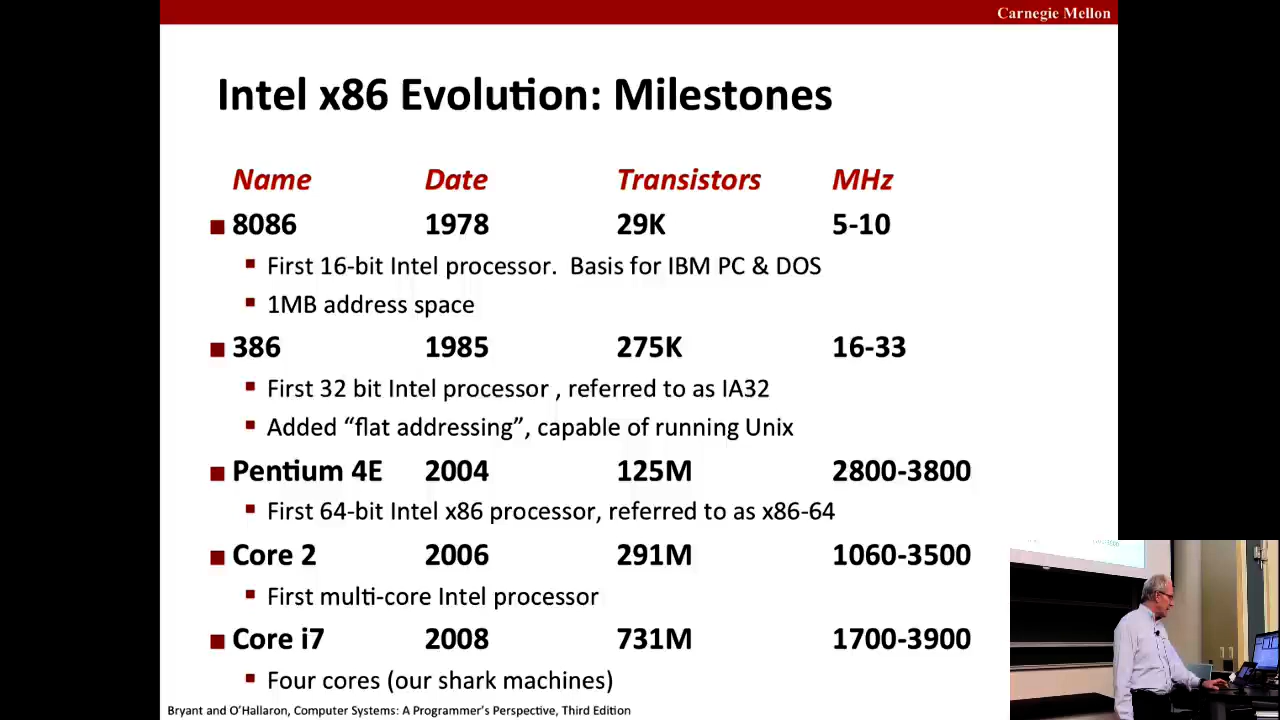 Carnegie Mellon
Intel x86 Evolution: Milestones
Name Date Transistors MHz
8086 1978 29K 5-10
First 16-bit Intel processor. Basis for IBM PC & DOS
1MB address space
386 1985 275K 16-33
First 32 bit Intel processor , referred to as IA32
Added “flat addressing”, capable of running Unix
Pentium 4E 2004 125M 2800-3800
First 64-bit Intel x86 processor, referred to as x86-64
Core 2 2006 291M 1060-3500
First multi-core Intel processor
Core i7 2008 731M 1700-3900
Four cores (our shark machines)
Bryant and O’Hallaron, Computer Systems: A Programmer’s Perspective, Third Edition